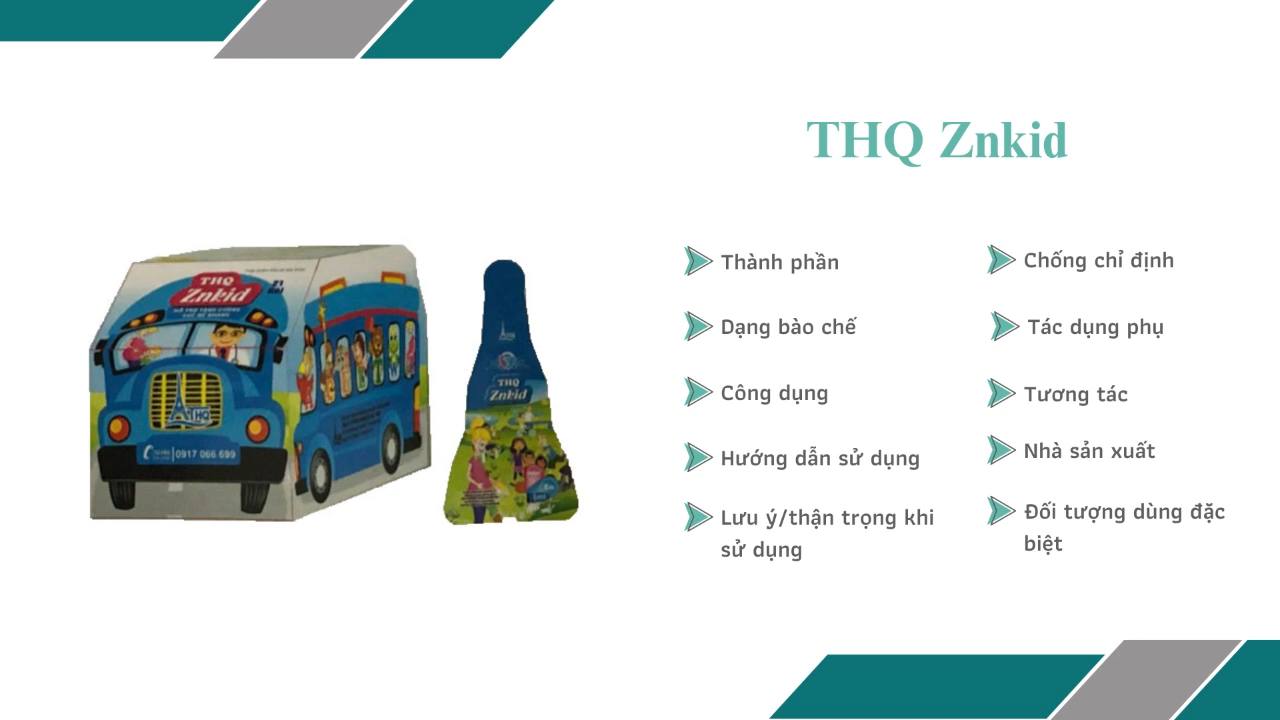 THQ Znkid
Thành phần
Dạng bào chế
Công dụng
Hướng dẫn sử dụng
Lưu ý/thận trọng khi
sử dụng
Chống chỉ định
Tác dụng phụ
Tương tác
Nhà sản xuất
Đối tượng dùng đặc
biệt
THQ
Znkid
THQ
0917 066 699
THQ
Znkid